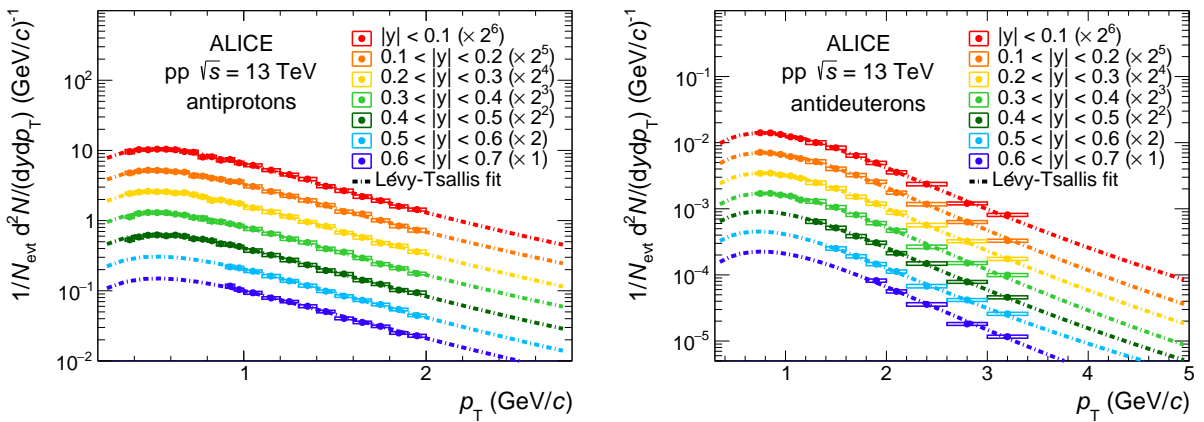 1/N_evt d²N/(dydp_T) (GeV/c)⁻¹
10²
10
1
10⁻¹
10⁻²
ALICE
pp √s = 13 TeV
antiprotons
|y| < 0.1 (× 2⁶)
0.1 < |y| < 0.2 (× 2⁵)
0.2 < |y| < 0.3 (× 2⁴)
0.3 < |y| < 0.4 (× 2³)
0.4 < |y| < 0.5 (× 2²)
0.5 < |y| < 0.6 (× 2)
0.6 < |y| < 0.7 (× 1)
Lévy-Tsallis fit
1 2
p_T (GeV/c)
1/N_evt d²N/(dydp_T) (GeV/c)⁻¹
10⁻¹
10⁻²
10⁻³
10⁻⁴
10⁻⁵
ALICE
pp √s = 13 TeV
antideuterons
|y| < 0.1 (× 2⁶)
0.1 < |y| < 0.2 (× 2⁵)
0.2 < |y| < 0.3 (× 2⁴)
0.3 < |y| < 0.4 (× 2³)
0.4 < |y| < 0.5 (× 2²)
0.5 < |y| < 0.6 (× 2)
0.6 < |y| < 0.7 (× 1)
Lévy-Tsallis fit
1 2 3 4 5
p_T (GeV/c)